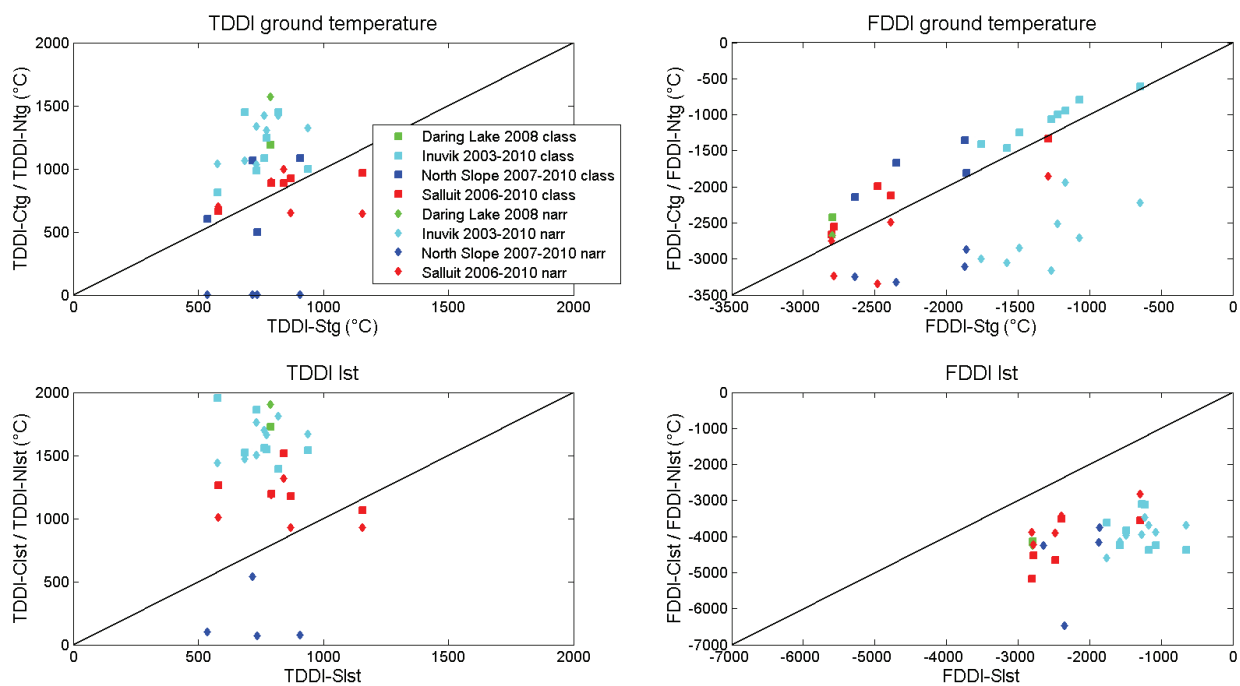 TDDI ground temperature
TDDI-Ctg / TDDI-Ntg (°C)
2000
1500
1000
500
0
0
500
1000
1500
2000
TDDI-Stg (°C)
Daring Lake 2008 class
Inuvik 2003-2010 class
North Slope 2007-2010 class
Salluit 2006-2010 class
Daring Lake 2008 narr
Inuvik 2003-2010 narr
North Slope 2007-2010 narr
Salluit 2006-2010 narr
FDDI ground temperature
FDDI-Ctg / FDDI-Ntg (°C)
0
-500
-1000
-1500
-2000
-2500
-3000
-3500
-3500
-3000
-2500
-2000
-1500
-1000
-500
0
FDDI-Stg (°C)
TDDI lst
TDDI-Clst / TDDI-Nlst (°C)
2000
1500
1000
500
0
0
500
1000
1500
2000
TDDI-Slst
FDDI lst
FDDI-Clst / FDDI-Nlst (°C)
0
-1000
-2000
-3000
-4000
-5000
-6000
-7000
-7000
-6000
-5000
-4000
-3000
-2000
-1000
0
FDDI-Slst